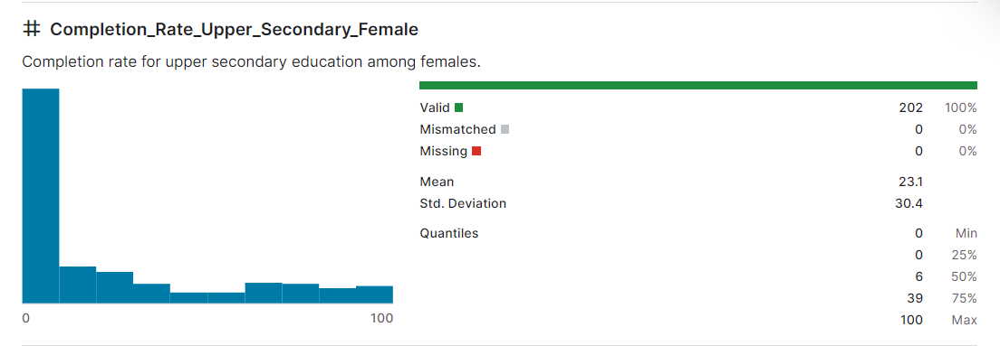 # Completion_Rate_Upper_Secondary_Female
Completion rate for upper secondary education among females.
0 100
Valid 202 100%
Mismatched 0 0%
Missing 0 0%
Mean 23.1
Std. Deviation 30.4
Quantiles 0 Min
0 25%
6 50%
39 75%
100 Max